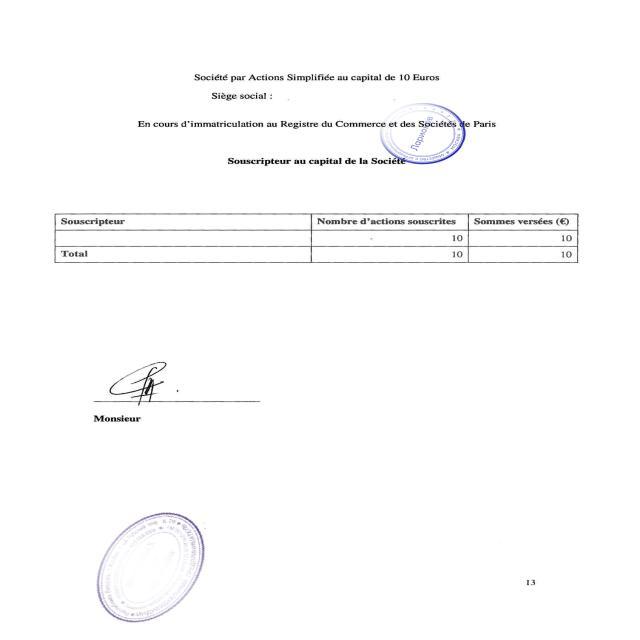 Société par Actions Simplifiée au capital de 10 Euros
Siège social :
En cours d'immatriculation au Registre du Commerce et des Sociétés de Paris
Souscripteur au capital de la Société
Souscripteur Nombre d'actions souscrites Sommes versées (€)
10 10
Total 10 10
Monsieur
13